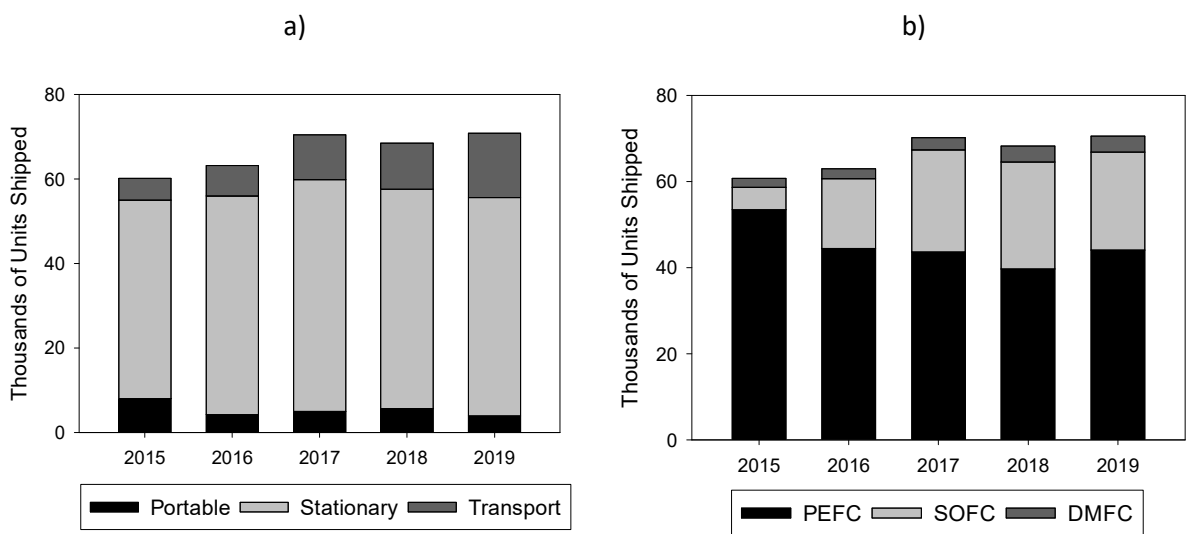 a)
80
60
40
20
0
Thousands of Units Shipped
2015 2016 2017 2018 2019
Portable Stationary Transport
b)
80
60
40
20
0
Thousands of Units Shipped
2015 2016 2017 2018 2019
PEFC SOFC DMFC